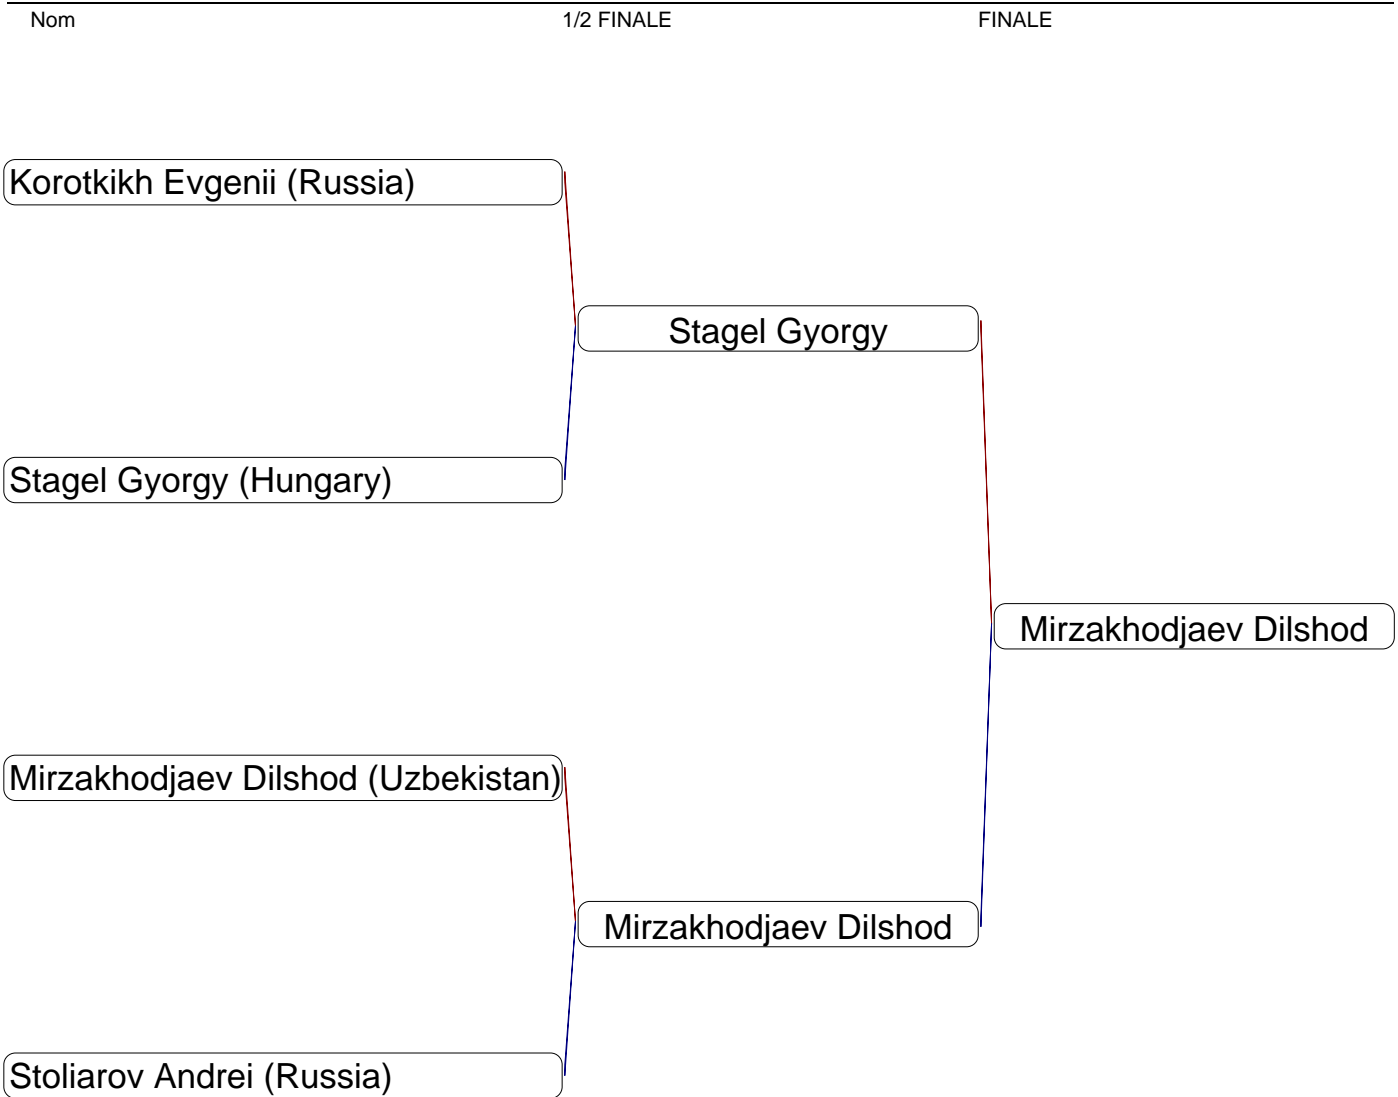 Nom 1/2 FINALE FINALE
Korotkikh Evgenii (Russia)
Stagel Gyorgy
Stagel Gyorgy (Hungary)
Mirzakhodjaev Dilshod
Mirzakhodjaev Dilshod (Uzbekistan)
Mirzakhodjaev Dilshod
Stoliarov Andrei (Russia)